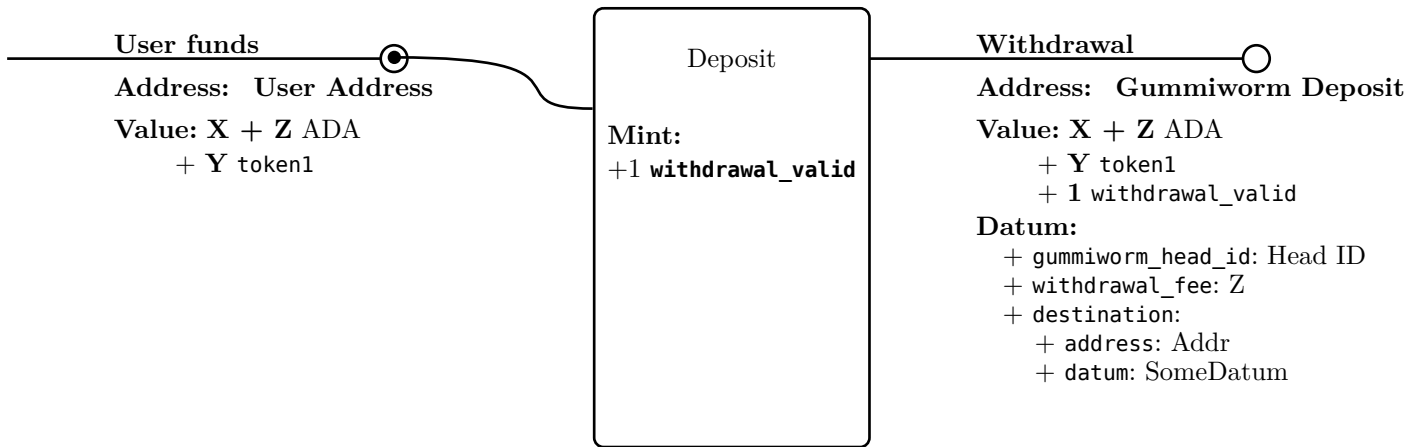 User funds
Address: User Address
Value: X + Z ADA
+ Y token1
Deposit
Mint:
+1 withdrawal_valid
Withdrawal
Address: Gummiworm Deposit
Value: X + Z ADA
+ Y token1
+ 1 withdrawal_valid
Datum:
+ gummiworm_head_id: Head ID
+ withdrawal_fee: Z
+ destination:
+ address: Addr
+ datum: SomeDatum